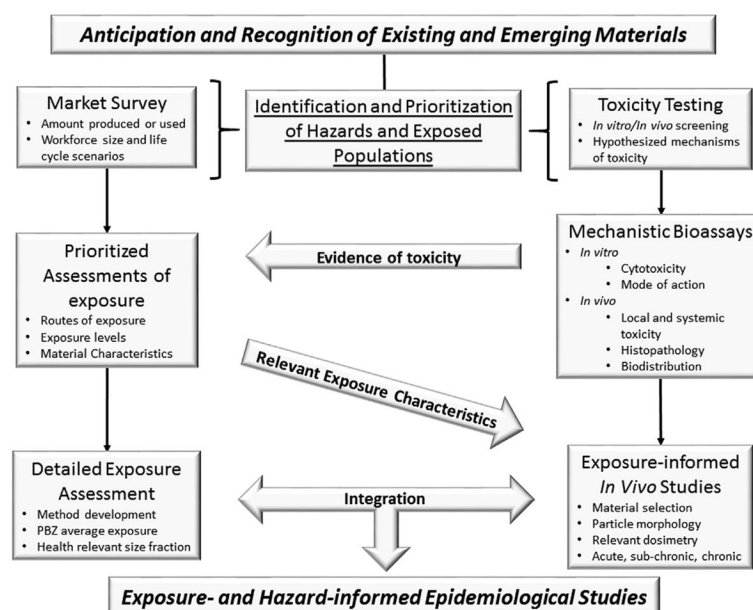 Anticipation and Recognition of Existing and Emerging Materials
Market Survey
• Amount produced or used
• Workforce size and life
cycle scenarios
Identification and Prioritization
of Hazards and Exposed
Populations
Toxicity Testing
• In vitro/In vivo screening
• Hypothesized mechanisms
of toxicity
Prioritized
Assessments of
exposure
• Routes of exposure
• Exposure levels
• Material Characteristics
Evidence of toxicity
Mechanistic Bioassays
• In vitro
• Cytotoxicity
• Mode of action
• In vivo
• Local and systemic
toxicity
• Histopathology
• Biodistribution
Relevant Exposure Characteristics
Detailed Exposure
Assessment
• Method development
• PBZ average exposure
• Health relevant size fraction
Integration
Exposure-informed
In Vivo Studies
• Material selection
• Particle morphology
• Relevant dosimetry
• Acute, sub-chronic, chronic
Exposure- and Hazard-informed Epidemiological Studies